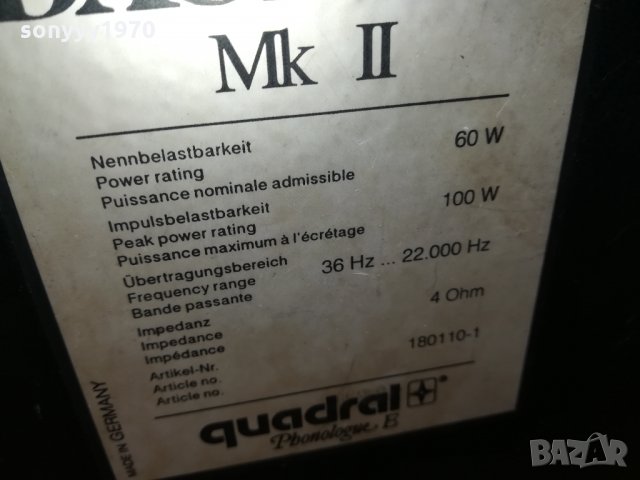 sonyyy1970
Mk II
Nennbelastbarkeit
Power rating 60 W
Puissance nominale admissible
Impulsbelastbarkeit
Peak power rating 100 W
Puissance maximum à l'écrêtage
Übertragungsbereich
Frequency range 36 Hz ... 22.000 Hz
Bande passante
Impedanz
Impedance 4 Ohm
Impédance
Artikel-Nr.
Article no. 180110-1
Article no.
MADE IN GERMANY
quadral
Phonologue
BAZAR